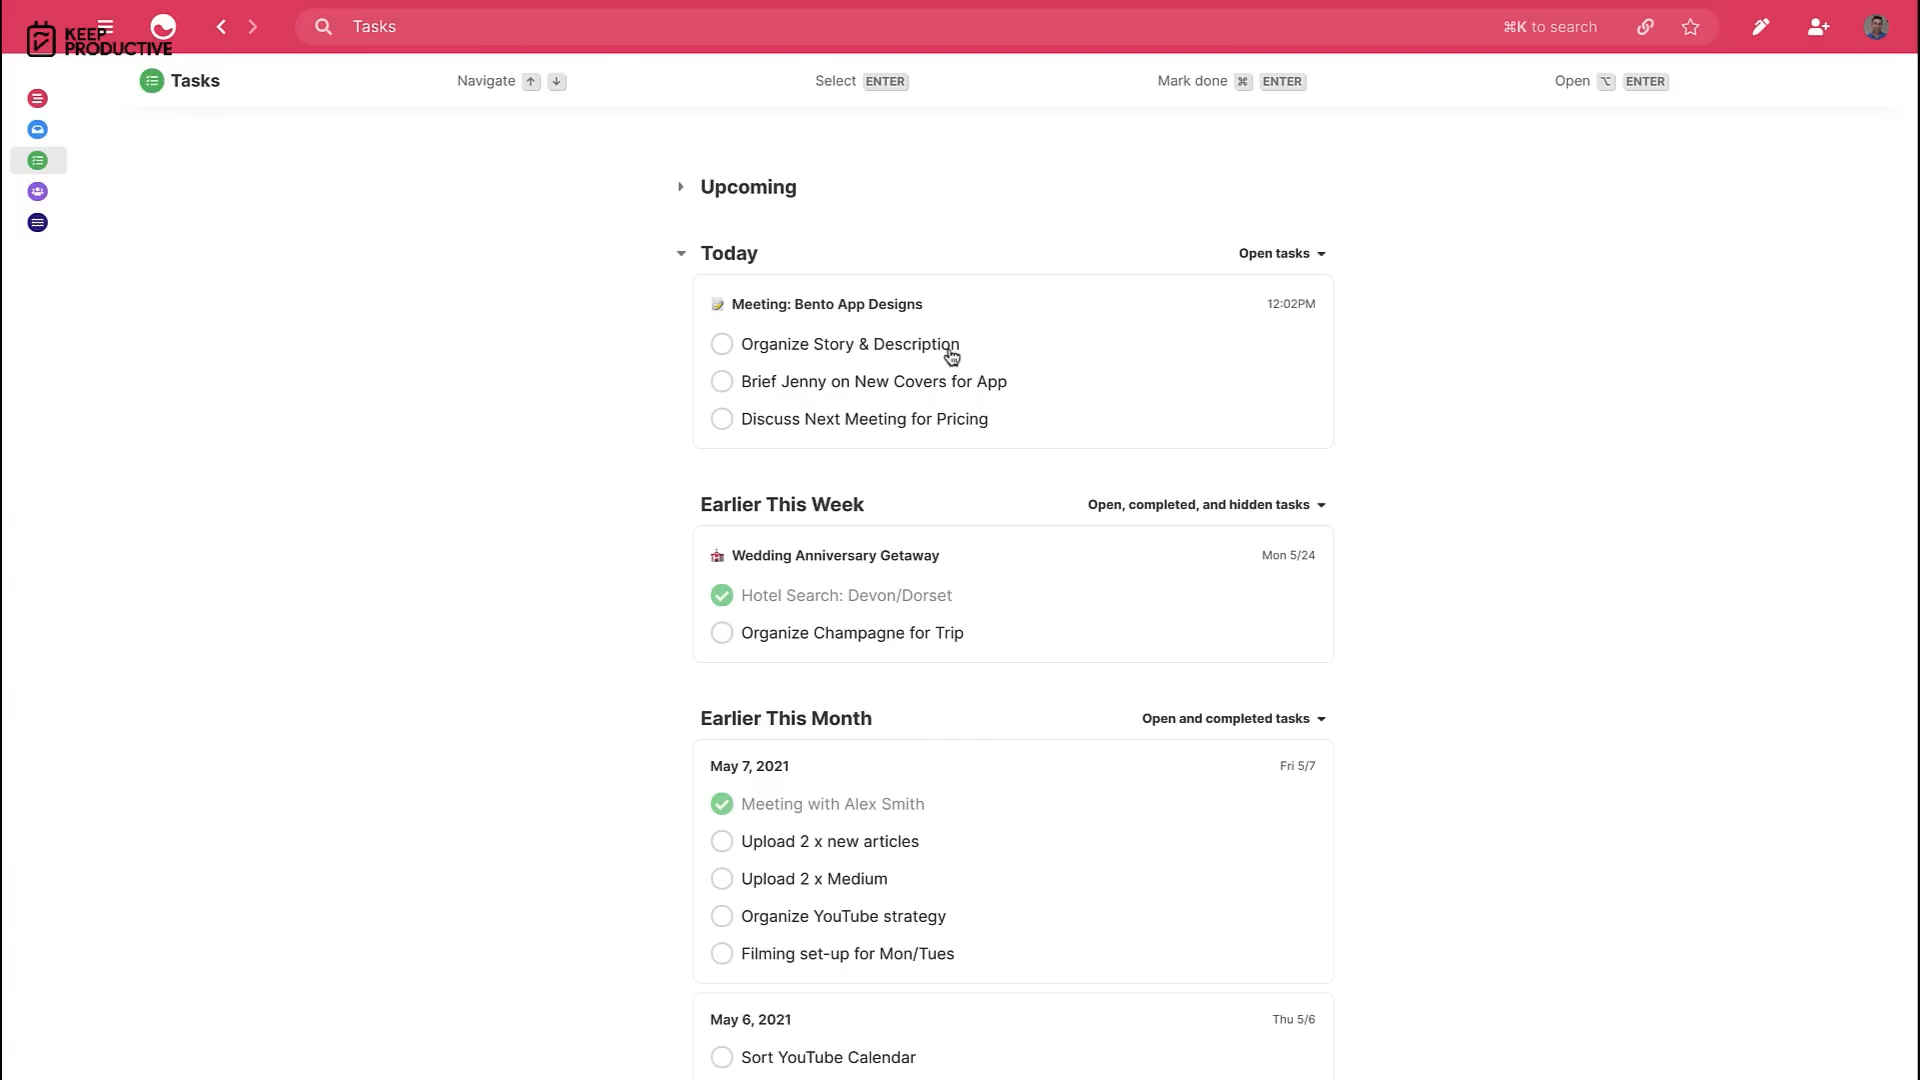 KEEP
PRODUCTIVE
Tasks
⌘K to search
Tasks
Navigate ↑ ↓
Select ENTER
Mark done ⌘ ENTER
Open ⌥ ENTER
Upcoming
Today
Open tasks
Meeting: Bento App Designs
12:02PM
Organize Story & Description
Brief Jenny on New Covers for App
Discuss Next Meeting for Pricing
Earlier This Week
Open, completed, and hidden tasks
Wedding Anniversary Getaway
Mon 5/24
Hotel Search: Devon/Dorset
Organize Champagne for Trip
Earlier This Month
Open and completed tasks
May 7, 2021
Fri 5/7
Meeting with Alex Smith
Upload 2 x new articles
Upload 2 x Medium
Organize YouTube strategy
Filming set-up for Mon/Tues
May 6, 2021
Thu 5/6
Sort YouTube Calendar